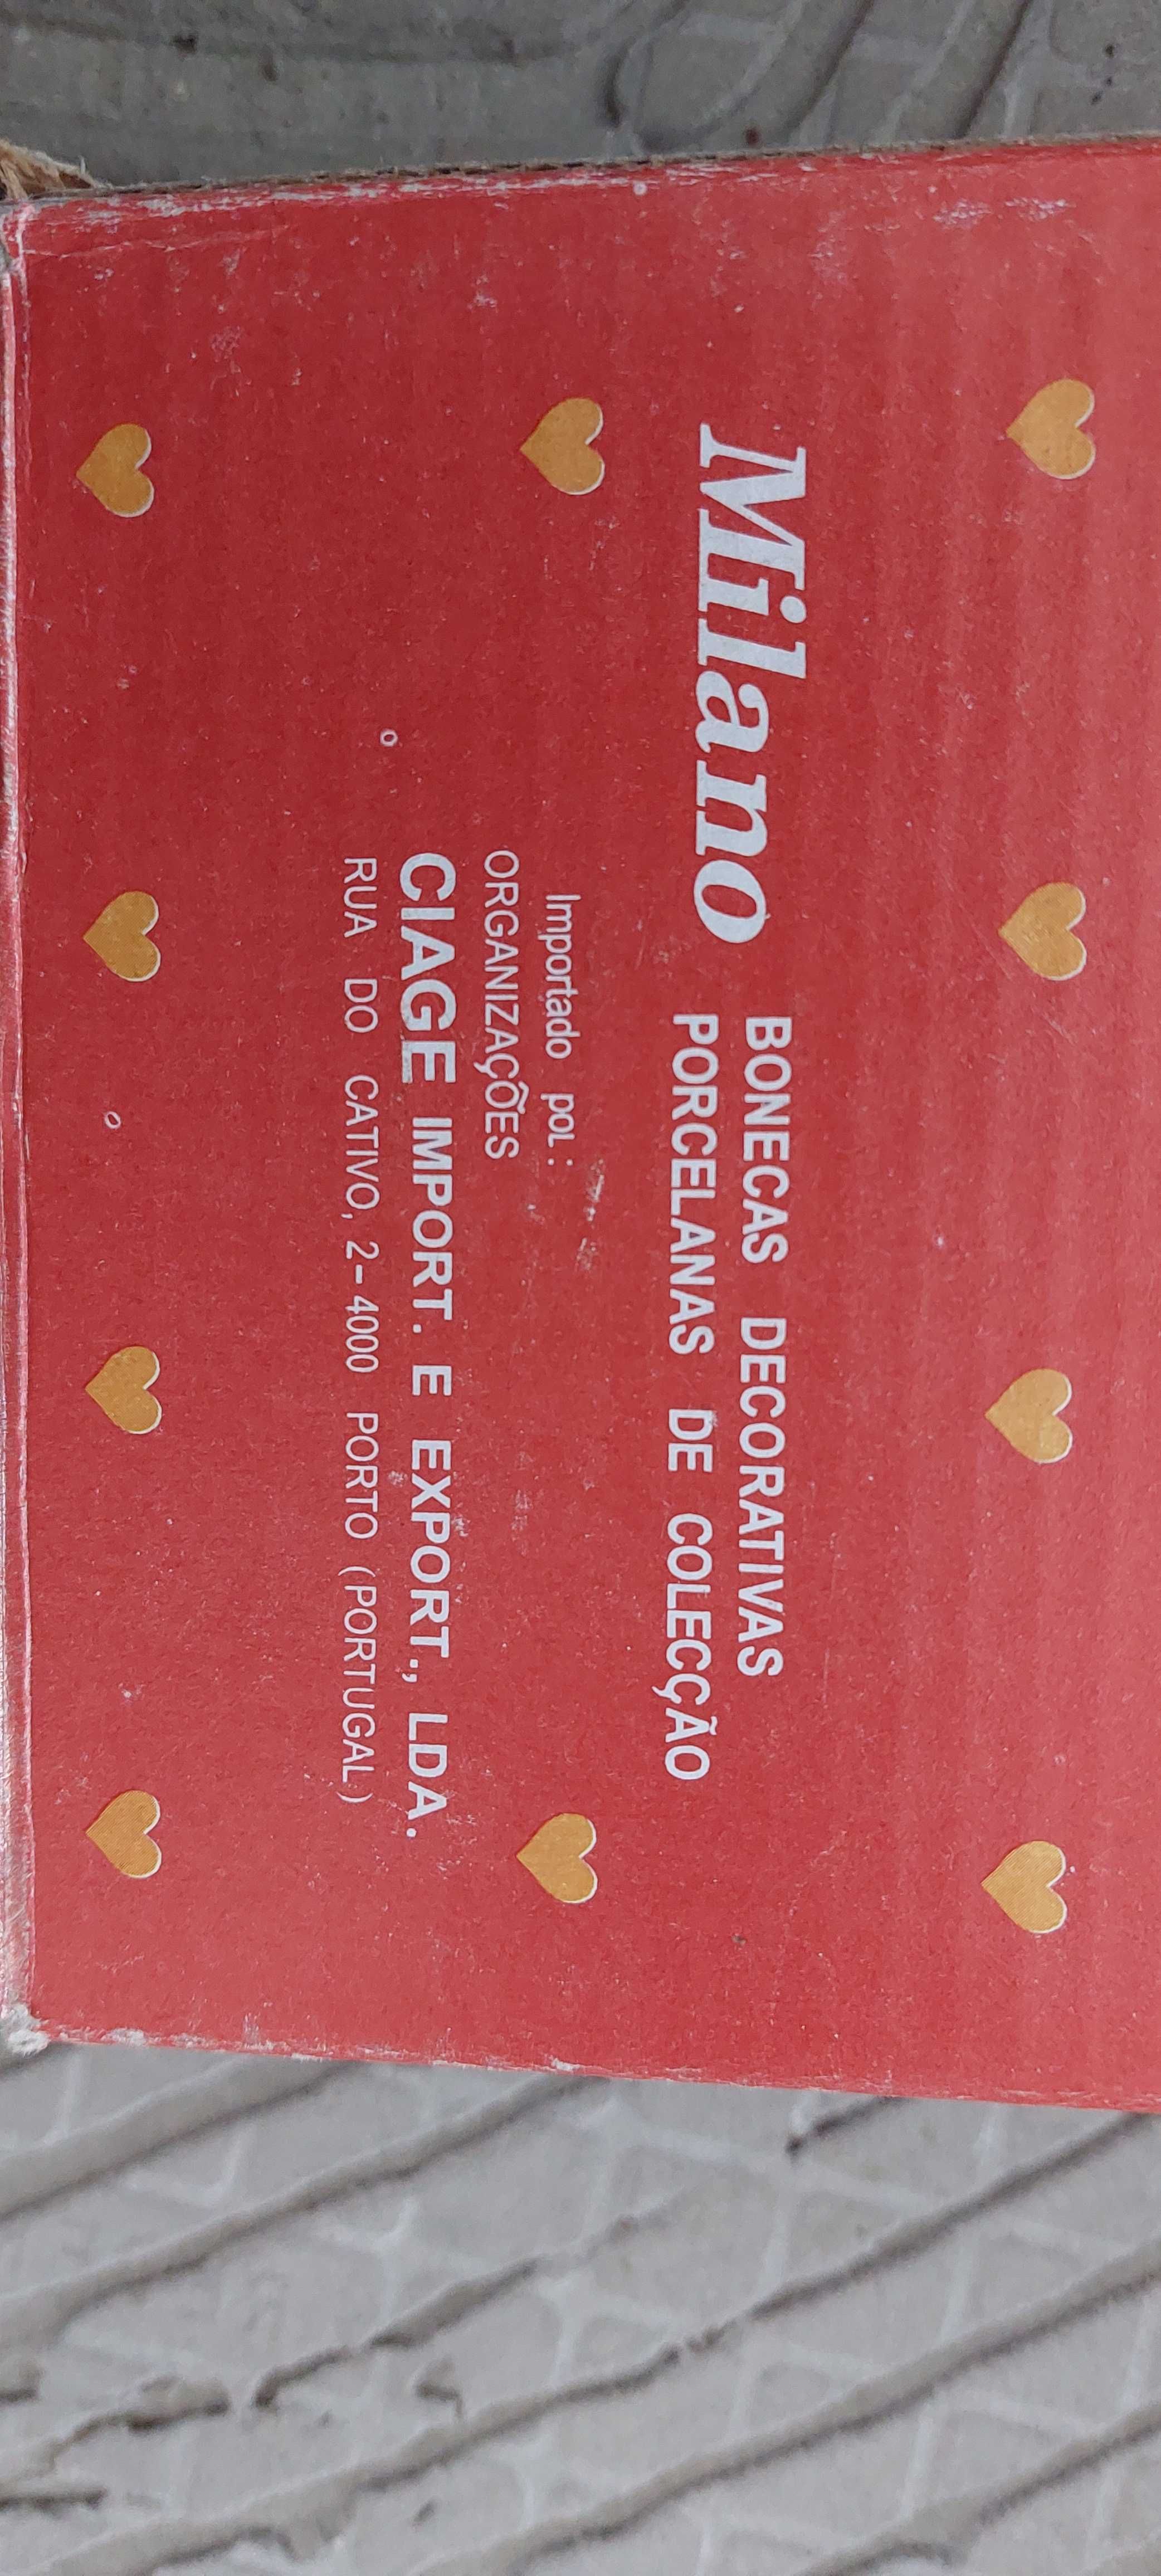 Milano
BONECAS DECORATIVAS
PORCELANAS DE COLECÇÃO
Importado poL:
ORGANIZAÇÕES
CIAGE IMPORT. E EXPORT., LDA.
RUA DO CATIVO, 2-4000 PORTO (PORTUGAL)